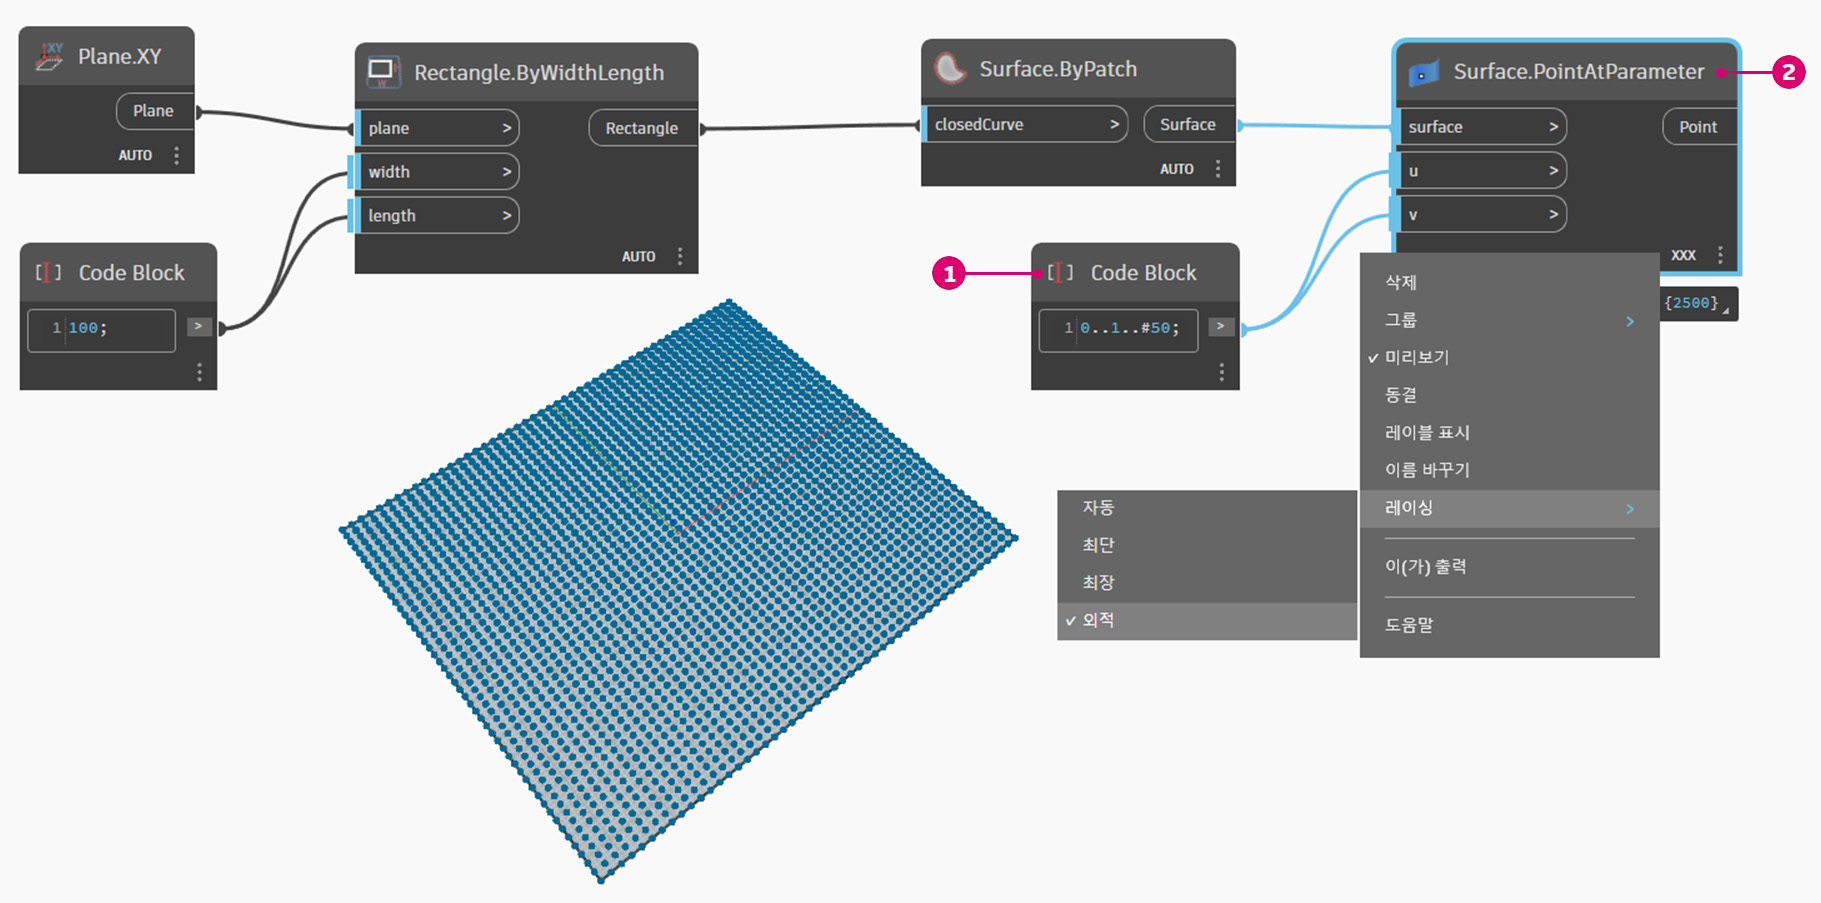 Plane.XY
Plane
AUTO
Rectangle.ByWidthLength
plane >
Rectangle
width >
length >
AUTO
Surface.ByPatch
closedCurve >
Surface
AUTO
Surface.PointAtParameter
2
surface >
Point
u >
v >
XXX
{2500}
[I] Code Block
1 100;
>
1
[I] Code Block
1 0..1..#50;
>
삭제
그룹 >
✓ 미리보기
동결
레이블 표시
이름 바꾸기
레이싱 >
이(가) 출력
도움말
자동
최단
최장
✓ 외적